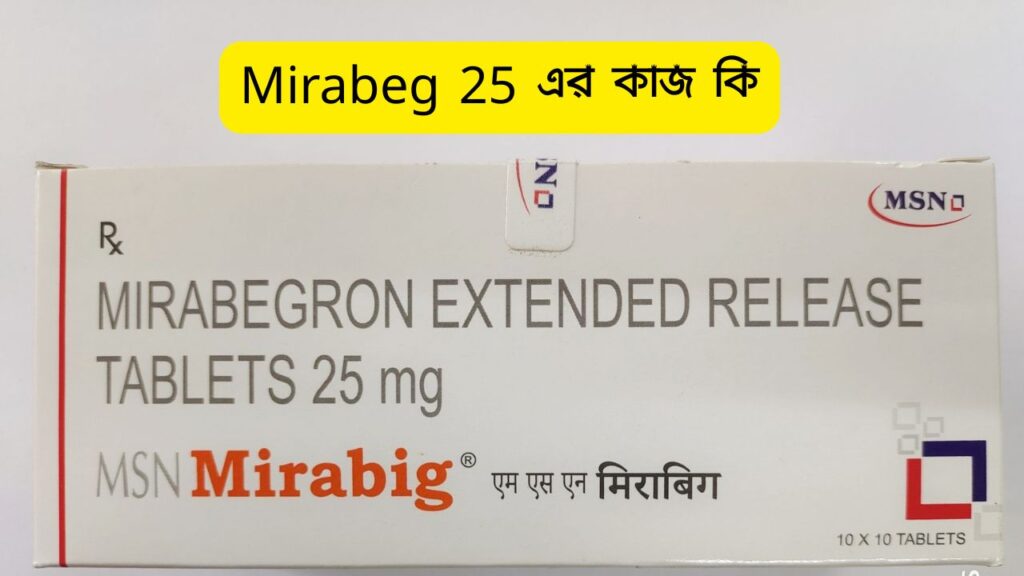 Mirabeg 25 এর কাজ কি
MSN
MSN
Rx
MIRABEGRON EXTENDED RELEASE
TABLETS 25 mg
MSN Mirabig® एम एस एन मिराबिग
10 X 10 TABLETS